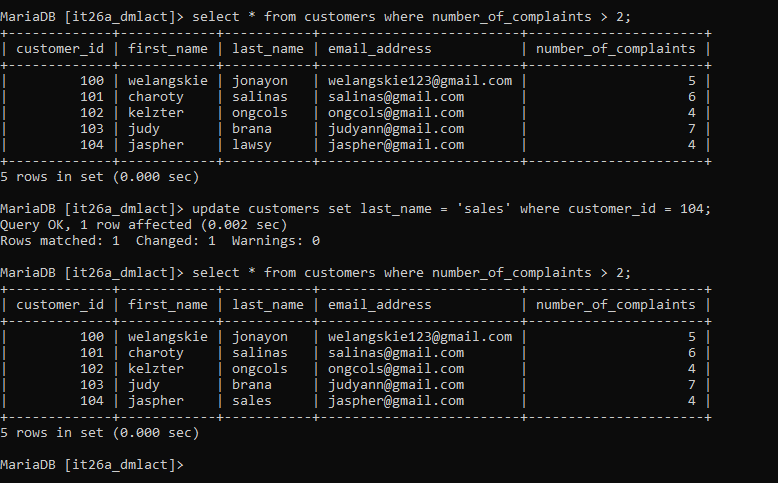 MariaDB [it26a_dmlact]> select * from customers where number_of_complaints > 2;
+-------------+------------+-----------+------------------------+----------------------+
| customer_id | first_name | last_name | email_address          | number_of_complaints |
+-------------+------------+-----------+------------------------+----------------------+
|         100 | welangskie | jonayon   | welangskie123@gmail.com |                    5 |
|         101 | charoty    | salinas   | salinas@gmail.com      |                    6 |
|         102 | kelzter    | ongcols   | ongcols@gmail.com      |                    4 |
|         103 | judy       | brana     | judyann@gmail.com      |                    7 |
|         104 | jaspher    | lawsy     | jaspher@gmail.com      |                    4 |
+-------------+------------+-----------+------------------------+----------------------+
5 rows in set (0.000 sec)
MariaDB [it26a_dmlact]> update customers set last_name = 'sales' where customer_id = 104;
Query OK, 1 row affected (0.002 sec)
Rows matched: 1  Changed: 1  Warnings: 0
MariaDB [it26a_dmlact]> select * from customers where number_of_complaints > 2;
+-------------+------------+-----------+------------------------+----------------------+
| customer_id | first_name | last_name | email_address          | number_of_complaints |
+-------------+------------+-----------+------------------------+----------------------+
|         100 | welangskie | jonayon   | welangskie123@gmail.com |                    5 |
|         101 | charoty    | salinas   | salinas@gmail.com      |                    6 |
|         102 | kelzter    | ongcols   | ongcols@gmail.com      |                    4 |
|         103 | judy       | brana     | judyann@gmail.com      |                    7 |
|         104 | jaspher    | sales     | jaspher@gmail.com      |                    4 |
+-------------+------------+-----------+------------------------+----------------------+
5 rows in set (0.000 sec)
MariaDB [it26a_dmlact]>